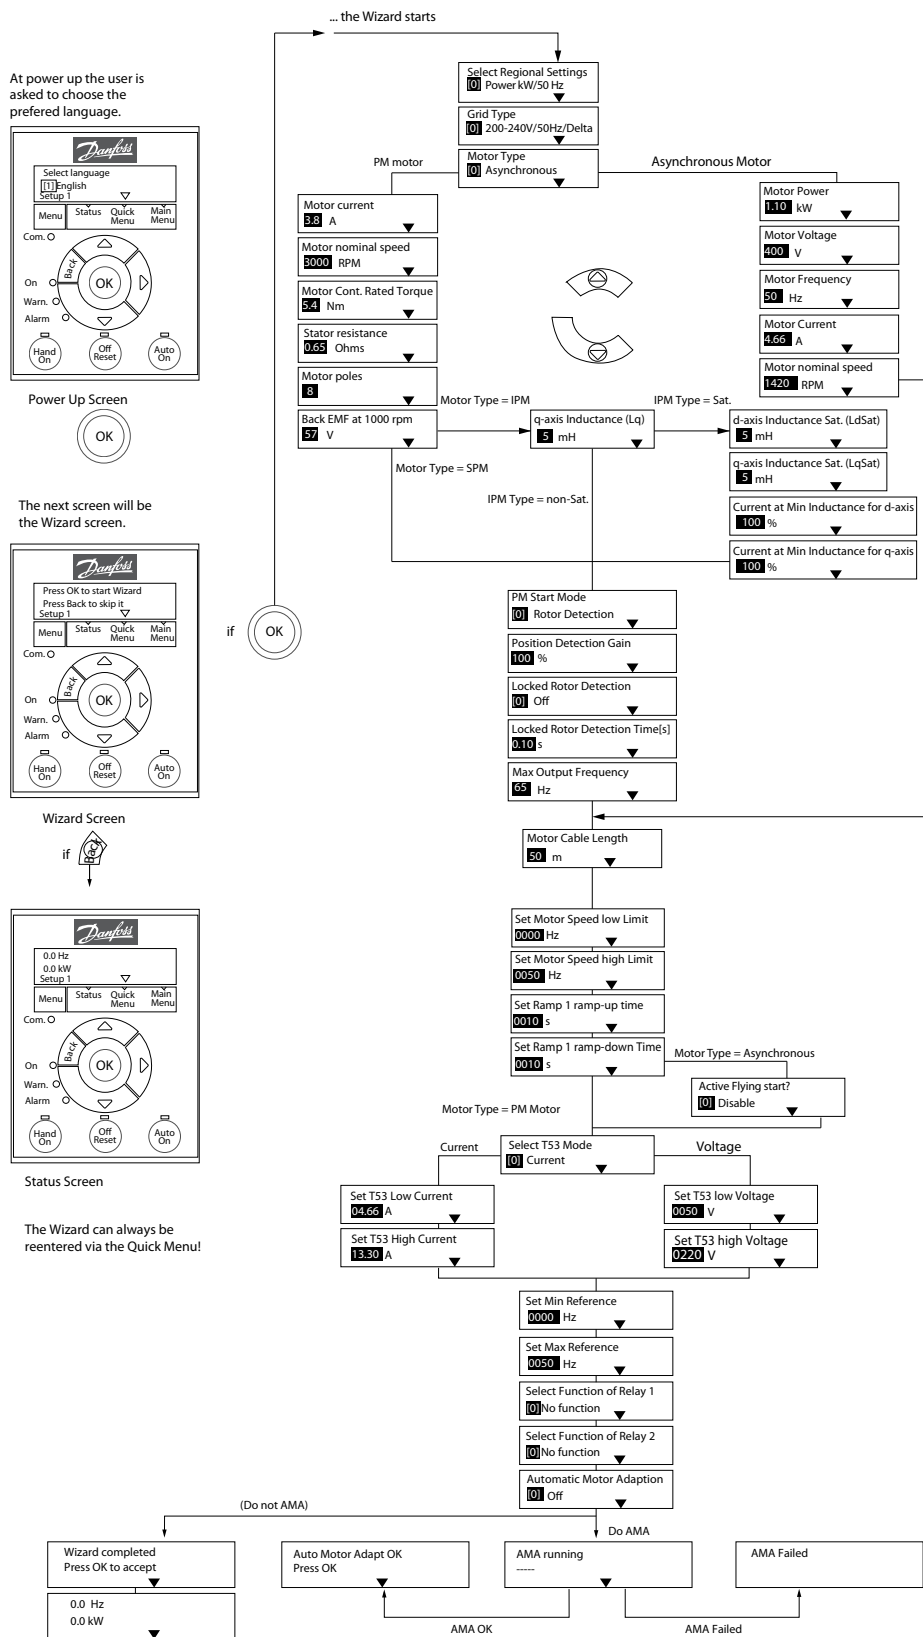 ... the Wizard starts
At power up the user is
asked to choose the
prefered language.
Danfoss
Select language
[1] English
Setup 1
Menu
Status
Quick
Menu
Main
Menu
Com.
Back
OK
On
Warn.
Alarm
Hand
On
Off
Reset
Auto
On
Power Up Screen
OK
The next screen will be
the Wizard screen.
Danfoss
Press OK to start Wizard
Press Back to skip it
Setup 1
Menu
Status
Quick
Menu
Main
Menu
Com.
Back
OK
On
Warn.
Alarm
Hand
On
Off
Reset
Auto
On
Wizard Screen
if
Back
if
OK
Danfoss
0.0 Hz
0.0 kW
Setup 1
Menu
Status
Quick
Menu
Main
Menu
Com.
Back
OK
On
Warn.
Alarm
Hand
On
Off
Reset
Auto
On
Status Screen
The Wizard can always be
reentered via the Quick Menu!
Select Regional Settings
[0] Power kW/50 Hz
Grid Type
[0] 200-240V/50Hz/Delta
Motor Type
[0] Asynchronous
PM motor
Asynchronous Motor
Motor current
3.8 A
Motor nominal speed
3000 RPM
Motor Cont. Rated Torque
5.4 Nm
Stator resistance
0.65 Ohms
Motor poles
8
Back EMF at 1000 rpm
57 V
Motor Power
1.10 kW
Motor Voltage
400 V
Motor Frequency
50 Hz
Motor Current
4.66 A
Motor nominal speed
1420 RPM
Motor Type = IPM
q-axis Inductance (Lq)
5 mH
IPM Type = Sat.
d-axis Inductance Sat. (LdSat)
5 mH
q-axis Inductance Sat. (LqSat)
5 mH
Current at Min Inductance for d-axis
100 %
Current at Min Inductance for q-axis
100 %
Motor Type = SPM
IPM Type = non-Sat.
PM Start Mode
[0] Rotor Detection
Position Detection Gain
100 %
Locked Rotor Detection
[0] Off
Locked Rotor Detection Time[s]
0.10 s
Max Output Frequency
65 Hz
Motor Cable Length
50 m
Set Motor Speed low Limit
0000 Hz
Set Motor Speed high Limit
0050 Hz
Set Ramp 1 ramp-up time
0010 s
Set Ramp 1 ramp-down Time
0010 s
Motor Type = Asynchronous
Active Flying start?
[0] Disable
Motor Type = PM Motor
Current
Select T53 Mode
[0] Current
Voltage
Set T53 Low Current
04.66 A
Set T53 High Current
13.30 A
Set T53 low Voltage
0050 V
Set T53 high Voltage
0220 V
Set Min Reference
0000 Hz
Set Max Reference
0050 Hz
Select Function of Relay 1
[0] No function
Select Function of Relay 2
[0] No function
Automatic Motor Adaption
[0] Off
(Do not AMA)
Do AMA
Wizard completed
Press OK to accept
0.0 Hz
0.0 kW
Auto Motor Adapt OK
Press OK
AMA running
-----
AMA Failed
AMA OK
AMA Failed